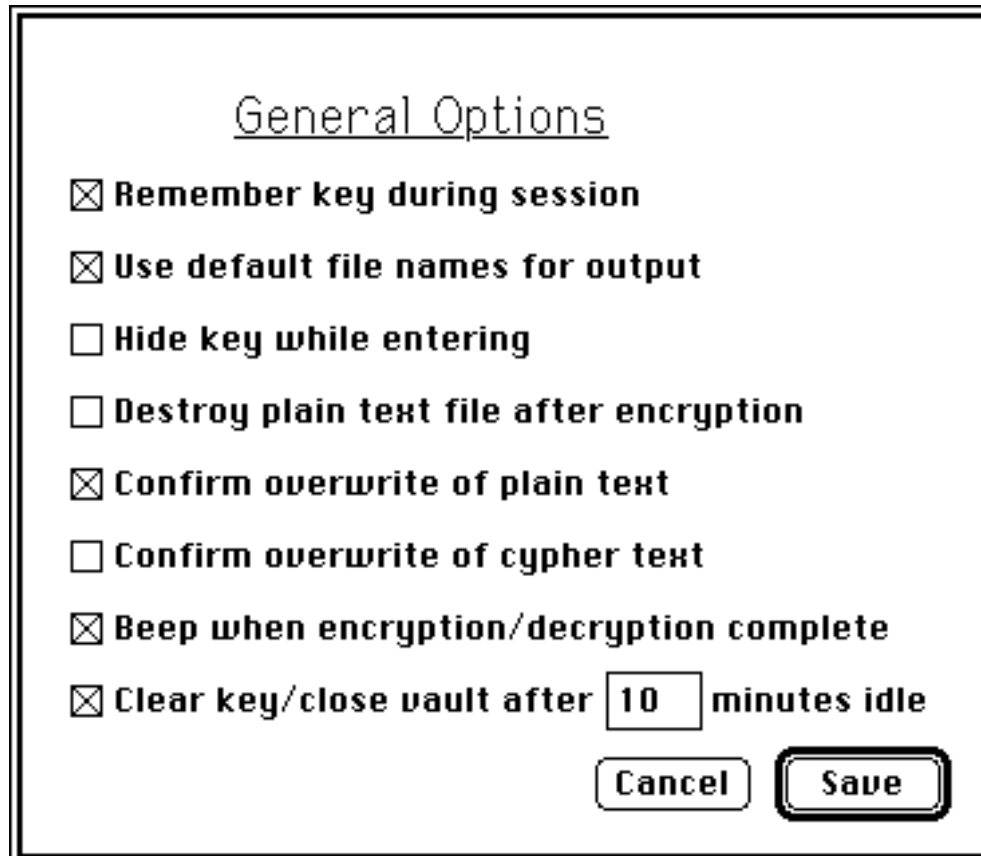 General Options
Remember key during session
Use default file names for output
Hide key while entering
Destroy plain text file after encryption
Confirm overwrite of plain text
Confirm overwrite of cypher text
Beep when encryption/decryption complete
Clear key/close vault after 10 minutes idle
Cancel Save